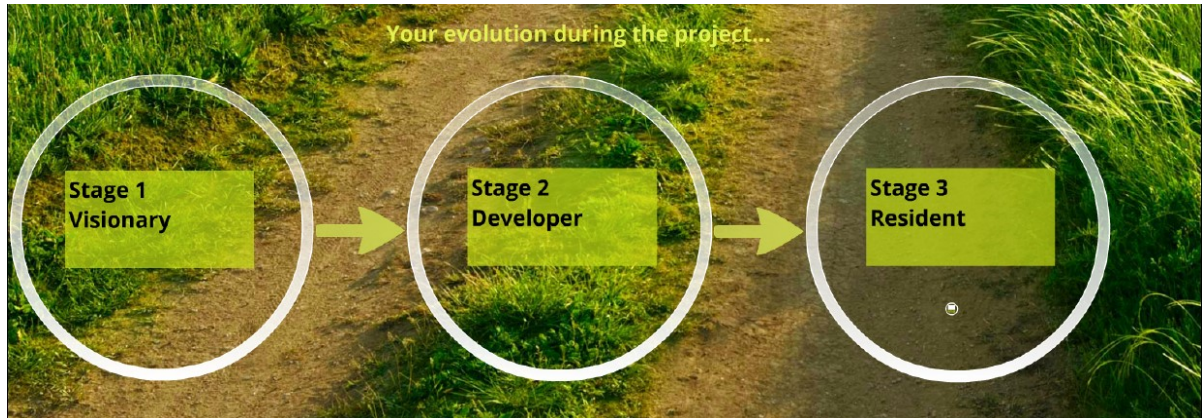 Your evolution during the project...
Stage 1
Visionary
Stage 2
Developer
Stage 3
Resident